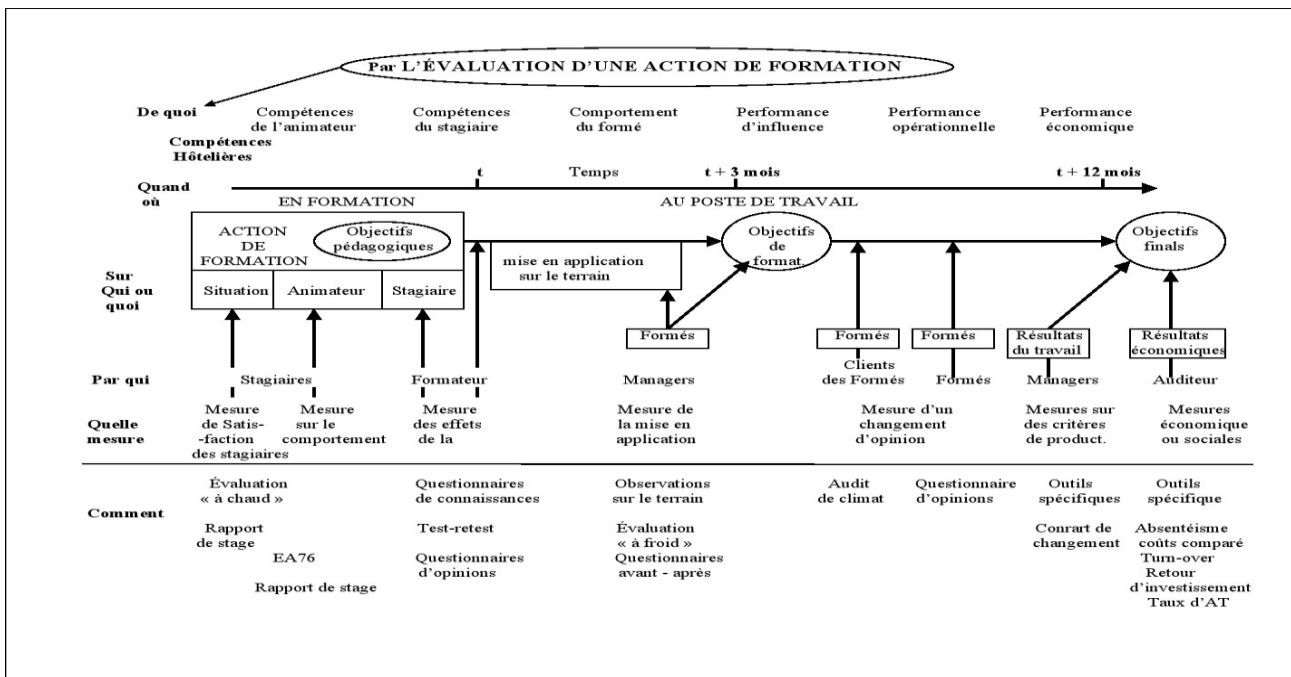 Par L'ÉVALUATION D'UNE ACTION DE FORMATION
De quoi
Compétences
Hôtelières
Compétences
de l'animateur
Compétences
du stagiaire
Comportement
du formé
Performance
d'influence
Performance
opérationnelle
Performance
économique
Quand
où
t
Temps
t + 3 mois
t + 12 mois
EN FORMATION
AU POSTE DE TRAVAIL
Sur
Qui ou
quoi
ACTION
DE
FORMATION
Objectifs
pédagogiques
Situation
Animateur
Stagiaire
mise en application
sur le terrain
Objectifs
de
format.
Objectifs
finals
Formés
Formés
Formés
Résultats
du travail
Résultats
économiques
Par qui
Stagiaires
Formateur
Managers
Clients
des Formés
Formés
Managers
Auditeur
Quelle
mesure
Mesure
de Satis-
-faction
des stagiaires
Mesure
sur le
comportement
Mesure
des effets
de la
Mesure de
la mise en
application
Mesure d'un
changement
d'opinion
Mesures sur
des critères
de product.
Mesures
économique
ou sociales
Comment
Évaluation
« à chaud »
Rapport
de stage
EA76
Rapport de stage
Questionnaires
de connaissances
Test-retest
Questionnaires
d'opinions
Observations
sur le terrain
Évaluation
« à froid »
Questionnaires
avant - après
Audit
de climat
Questionnaire
d'opinions
Outils
spécifiques
Conrart de
changement
Outils
spécifique
Absentéisme
coûts comparé
Turn-over
Retour
d'investissement
Taux d'AT